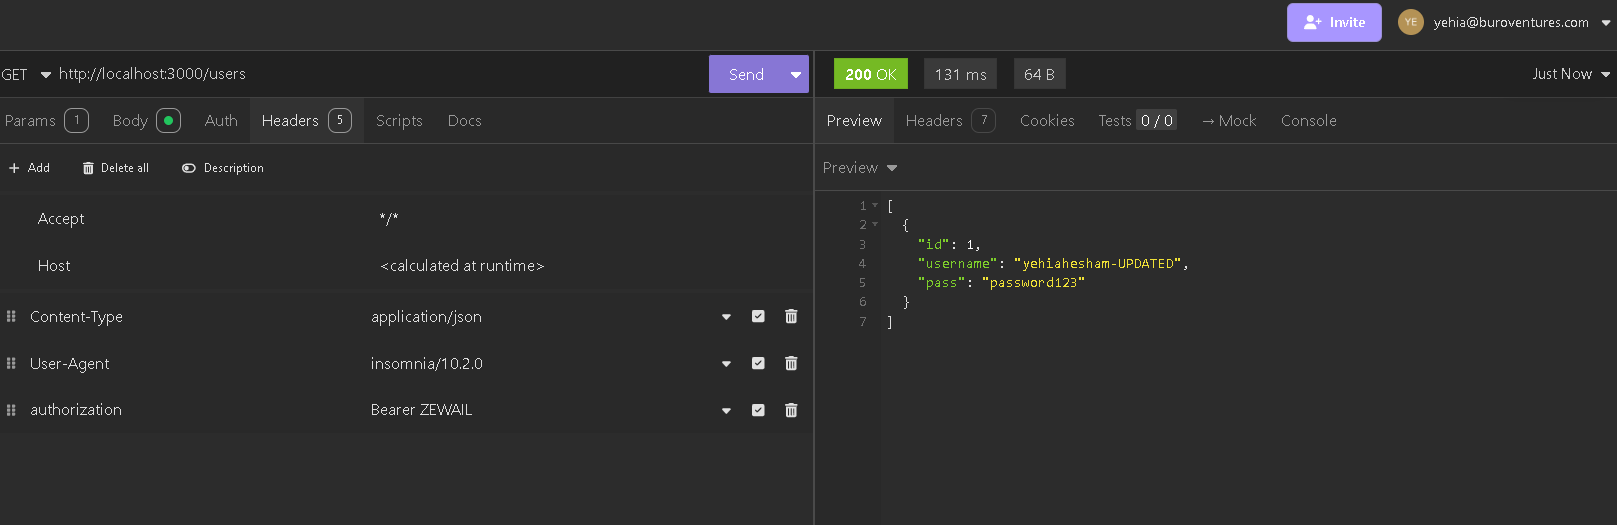 Invite YE yehia@buroventures.com
GET http://localhost:3000/users Send
200 OK 131 ms 64 B Just Now
Params 1 Body Auth Headers 5 Scripts Docs
Preview Headers 7 Cookies Tests 0 / 0 → Mock Console
+ Add Delete all Description
Preview
Accept */*
Host <calculated at runtime>
Content-Type application/json
User-Agent insomnia/10.2.0
authorization Bearer ZEWAIL
1 [
2 {
3 "id": 1,
4 "username": "yehiahesham-UPDATED",
5 "pass": "password123"
6 }
7 ]